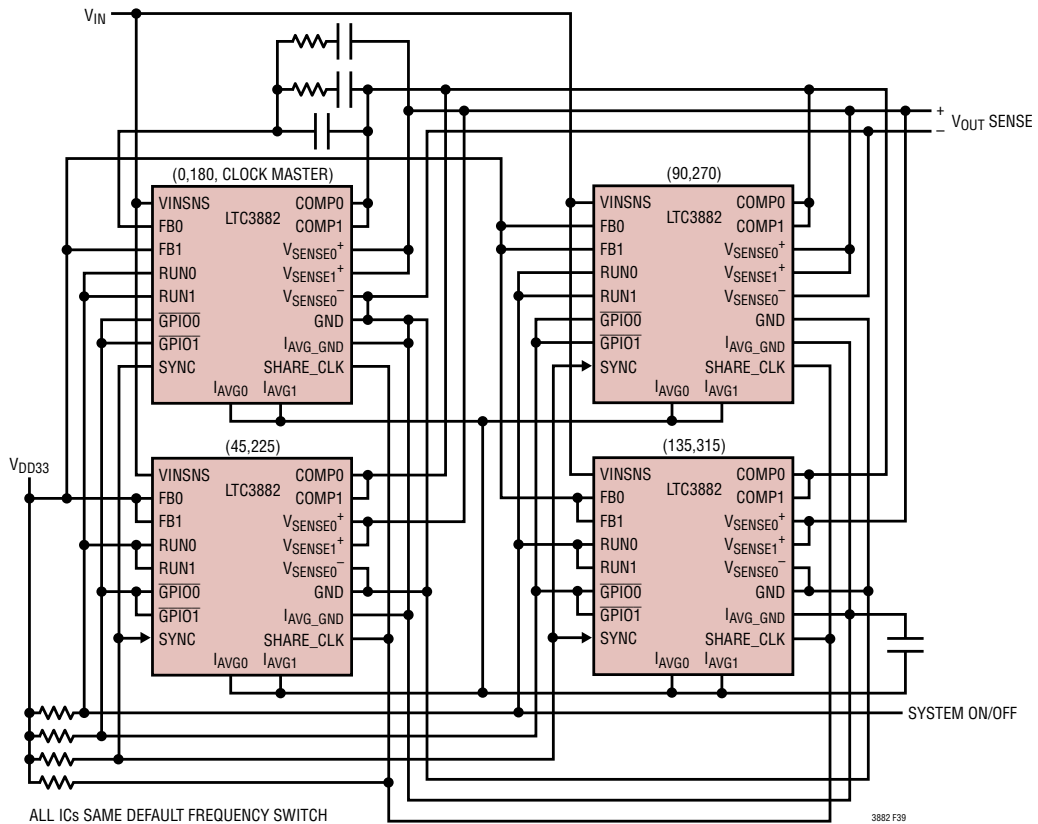 VIN
+
VOUT SENSE
–
(0,180, CLOCK MASTER)
VINSNS
FB0
FB1
RUN0
RUN1
GPIO0
GPIO1
SYNC
LTC3882
COMP0
COMP1
VSENSE0+
VSENSE1+
VSENSE0–
GND
IAVG_GND
SHARE_CLK
IAVG0 IAVG1
(90,270)
VINSNS
FB0
FB1
RUN0
RUN1
GPIO0
GPIO1
SYNC
LTC3882
COMP0
COMP1
VSENSE0+
VSENSE1+
VSENSE0–
GND
IAVG_GND
SHARE_CLK
IAVG0 IAVG1
VDD33
(45,225)
VINSNS
FB0
FB1
RUN0
RUN1
GPIO0
GPIO1
SYNC
LTC3882
COMP0
COMP1
VSENSE0+
VSENSE1+
VSENSE0–
GND
IAVG_GND
SHARE_CLK
IAVG0 IAVG1
(135,315)
VINSNS
FB0
FB1
RUN0
RUN1
GPIO0
GPIO1
SYNC
LTC3882
COMP0
COMP1
VSENSE0+
VSENSE1+
VSENSE0–
GND
IAVG_GND
SHARE_CLK
IAVG0 IAVG1
SYSTEM ON/OFF
ALL ICs SAME DEFAULT FREQUENCY SWITCH
3882 F39